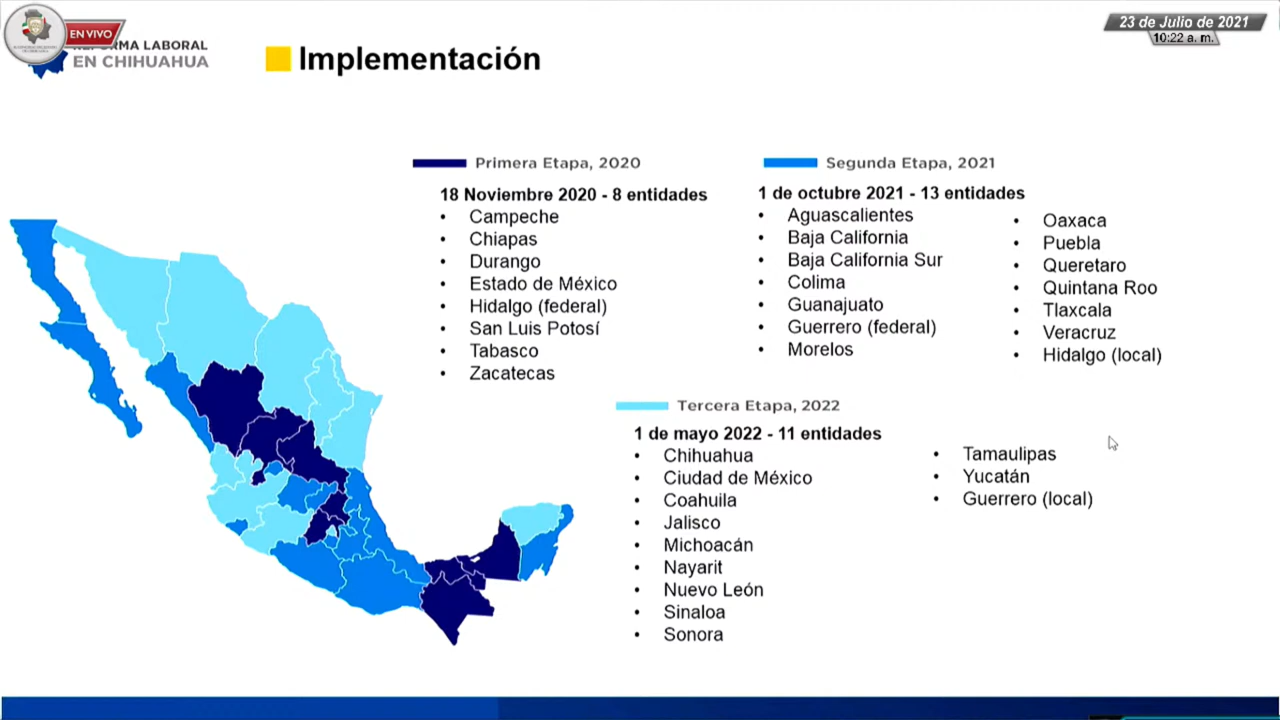 EN VIVO
REFORMA LABORAL
EN CHIHUAHUA
Implementación
23 de Julio de 2021
10:22 a. m.
Primera Etapa, 2020
18 Noviembre 2020 - 8 entidades
• Campeche
• Chiapas
• Durango
• Estado de México
• Hidalgo (federal)
• San Luis Potosí
• Tabasco
• Zacatecas
Segunda Etapa, 2021
1 de octubre 2021 - 13 entidades
• Aguascalientes
• Baja California
• Baja California Sur
• Colima
• Guanajuato
• Guerrero (federal)
• Morelos
• Oaxaca
• Puebla
• Queretaro
• Quintana Roo
• Tlaxcala
• Veracruz
• Hidalgo (local)
Tercera Etapa, 2022
1 de mayo 2022 - 11 entidades
• Chihuahua
• Ciudad de México
• Coahuila
• Jalisco
• Michoacán
• Nayarit
• Nuevo León
• Sinaloa
• Sonora
• Tamaulipas
• Yucatán
• Guerrero (local)